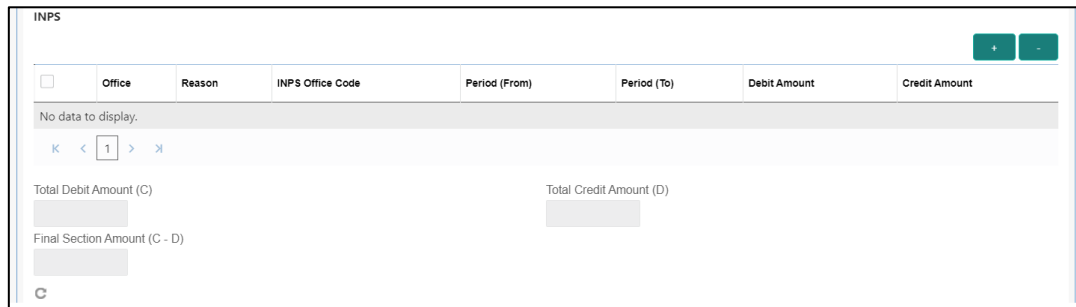 INPS
+ -
Office Reason INPS Office Code Period (From) Period (To) Debit Amount Credit Amount
No data to display.
1
Total Debit Amount (C) Total Credit Amount (D)
Final Section Amount (C - D)